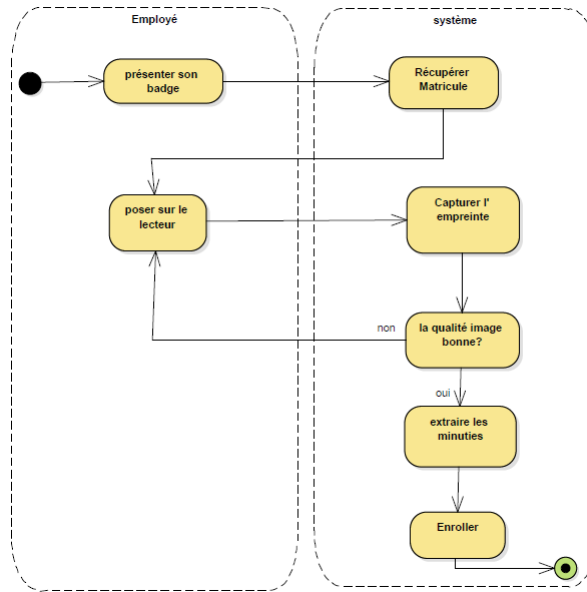 Employé
système
présenter son
badge
Récupérer
Matricule
poser sur le
lecteur
Capturer l'
empreinte
la qualité image
bonne?
non
oui
extraire les
minuties
Enroller